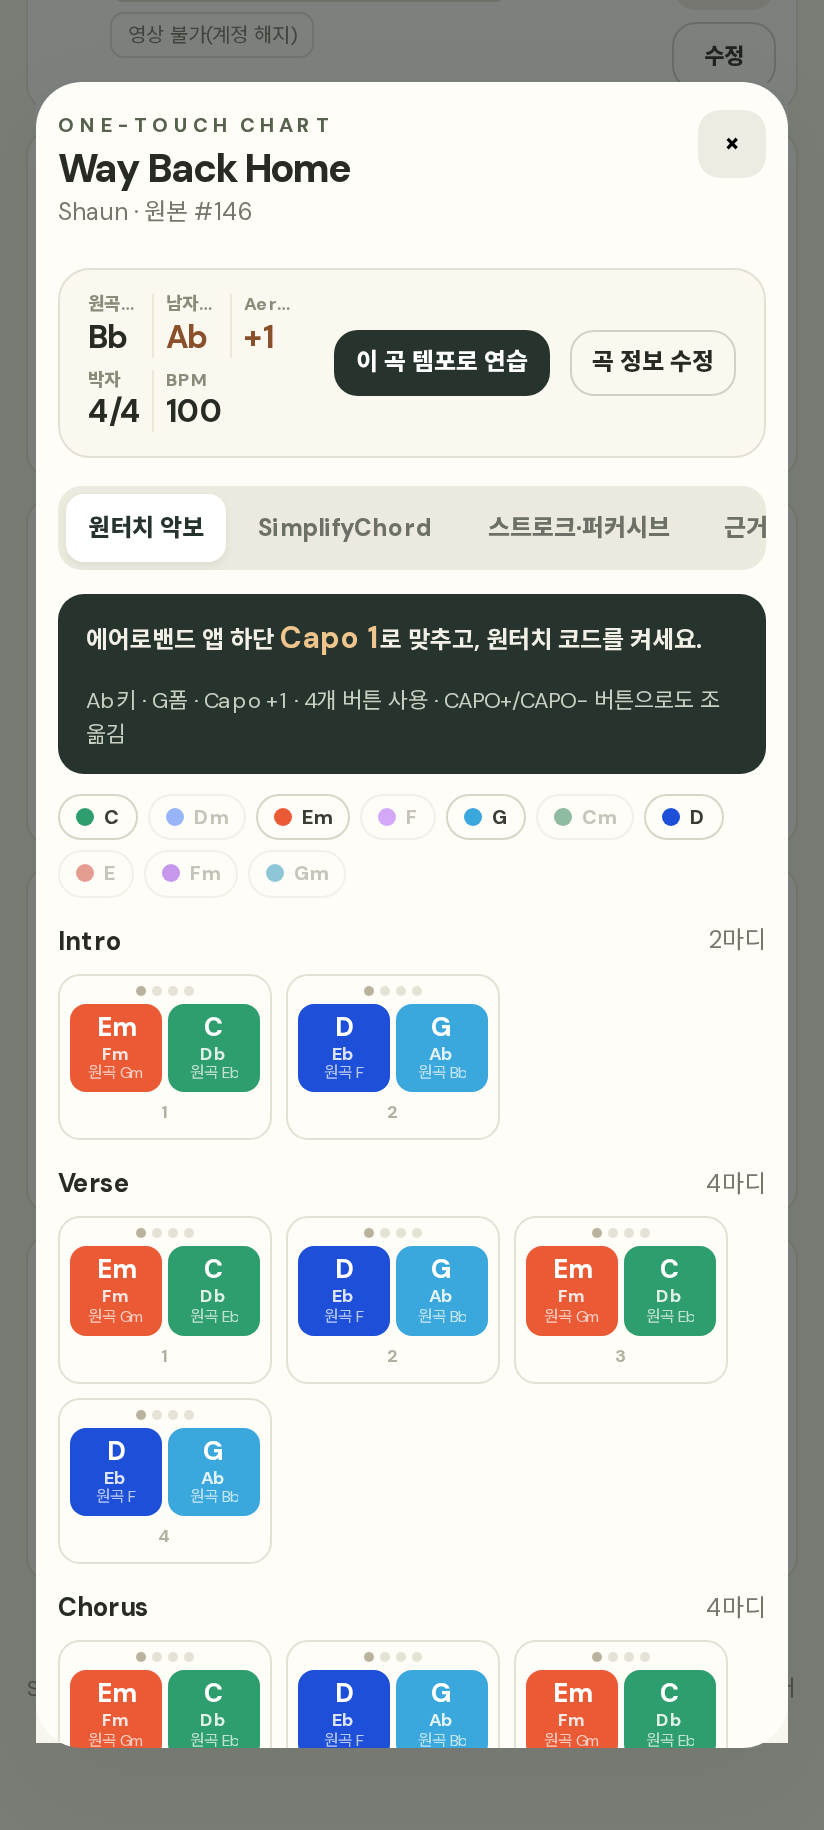 영상 불가(계정 해지)
수정
ONE-TOUCH CHART
×
Way Back Home
Shaun · 원본 #146
원곡… 남자… Aer…
Bb Ab +1
박자 BPM
4/4 100
이 곡 템포로 연습 곡 정보 수정
원터치 악보 SimplifyChord 스트로크·퍼커시브 근거
에어로밴드 앱 하단 Capo 1로 맞추고, 원터치 코드를 켜세요.
Ab키 · G폼 · Capo +1 · 4개 버튼 사용 · CAPO+/CAPO- 버튼으로도 조
옮김
C Dm Em F G Cm D
E Fm Gm
Intro 2마디
Em C D G
Fm Db Eb Ab
원곡 Gm 원곡 Eb 원곡 F 원곡 Bb
1 2
Verse 4마디
Em C D G Em C
Fm Db Eb Ab Fm Db
원곡 Gm 원곡 Eb 원곡 F 원곡 Bb 원곡 Gm 원곡 Eb
1 2 3
D G
Eb Ab
원곡 F 원곡 Bb
4
Chorus 4마디
Em C D G Em C
Fm Db Eb Ab Fm Db
원곡 Gm 원곡 Eb 원곡 F 원곡 Bb 원곡 Gm 원곡 Eb